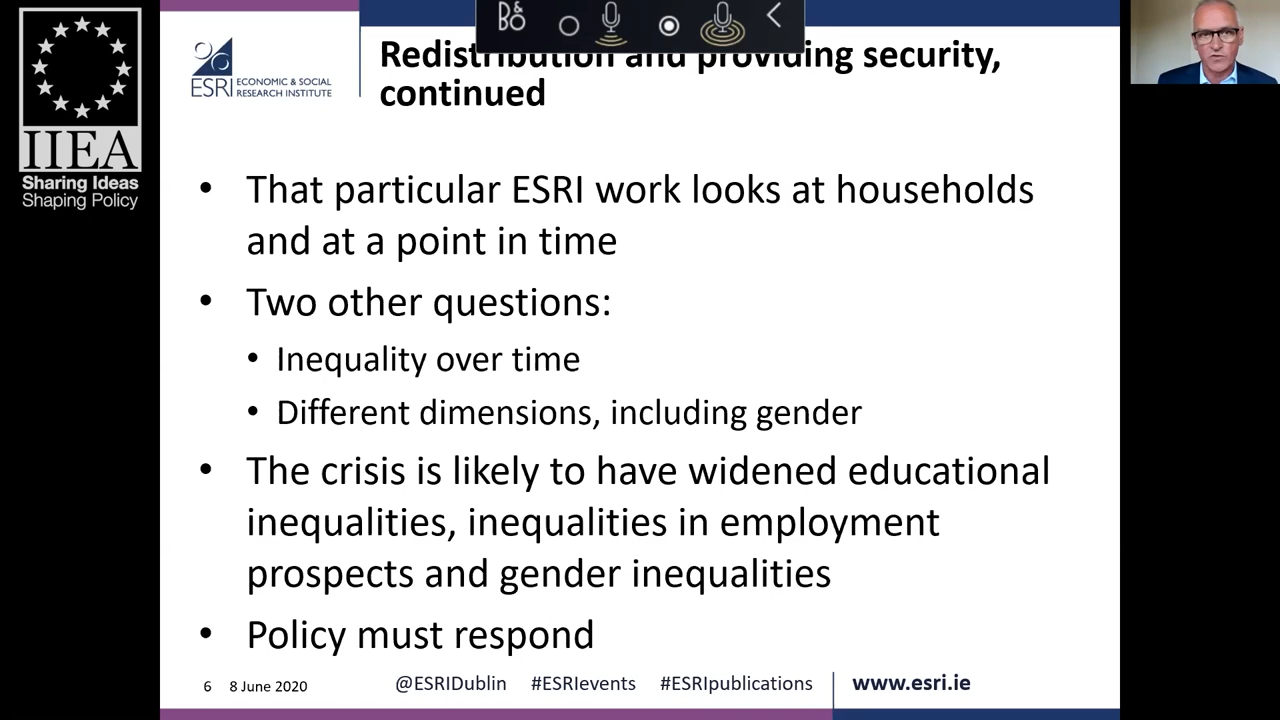 IIEA
Sharing Ideas
Shaping Policy
B&O
ESRI ECONOMIC & SOCIAL
RESEARCH INSTITUTE
Redistribution and providing security,
continued
• That particular ESRI work looks at households
and at a point in time
• Two other questions:
• Inequality over time
• Different dimensions, including gender
• The crisis is likely to have widened educational
inequalities, inequalities in employment
prospects and gender inequalities
• Policy must respond
6 8 June 2020 @ESRIDublin #ESRIevents #ESRIpublications www.esri.ie